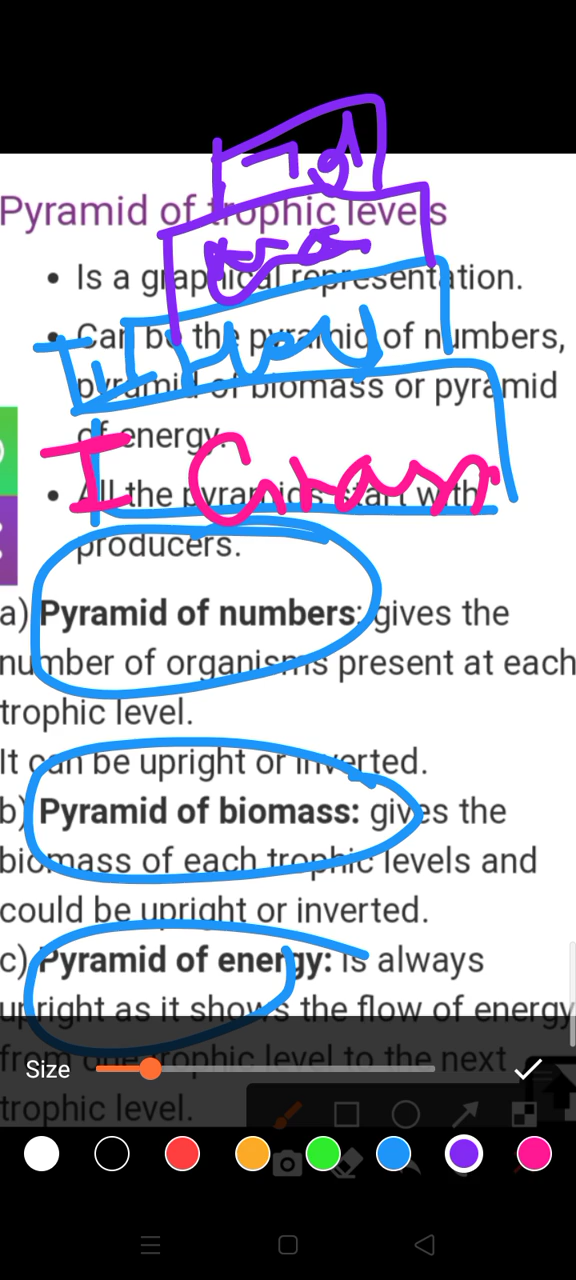 Pyramid of trophic levels
• Is a graphical representation.
• Can be the pyramid of numbers,
pyramid of biomass or pyramid
of energy.
I Grass
• All the pyramids start with
producers.
a) Pyramid of numbers: gives the
number of organisms present at each
trophic level.
It can be upright or inverted.
b) Pyramid of biomass: gives the
biomass of each trophic levels and
could be upright or inverted.
c) Pyramid of energy: is always
upright as it shows the flow of energy
from one trophic level to the next
trophic level.
Size